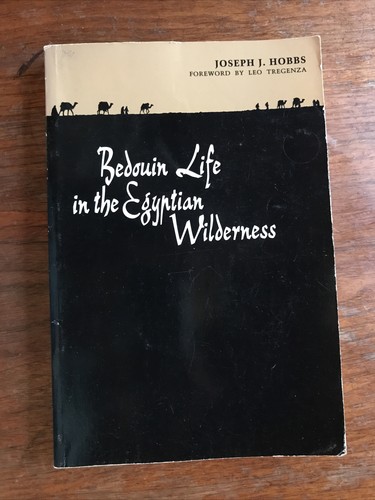 JOSEPH J. HOBBS
FOREWORD BY LEO TREGENZA
Bedouin Life
in the Egyptian
Wilderness